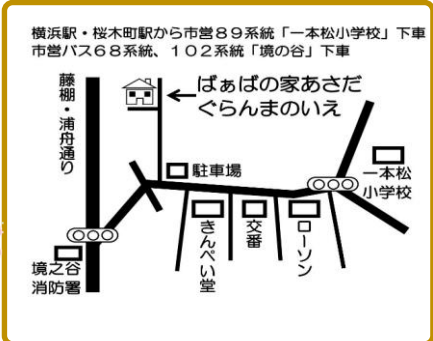 横浜駅・桜木町駅から市営89系統「一本松小学校」下車
市営バス68系統、102系統「境の谷」下車
藤棚・浦舟通り
ばぁばの家あさだ
ぐらんまのいえ
駐車場
一本松
小学校
きんぺい堂
交番
ローソン
境之谷
消防署